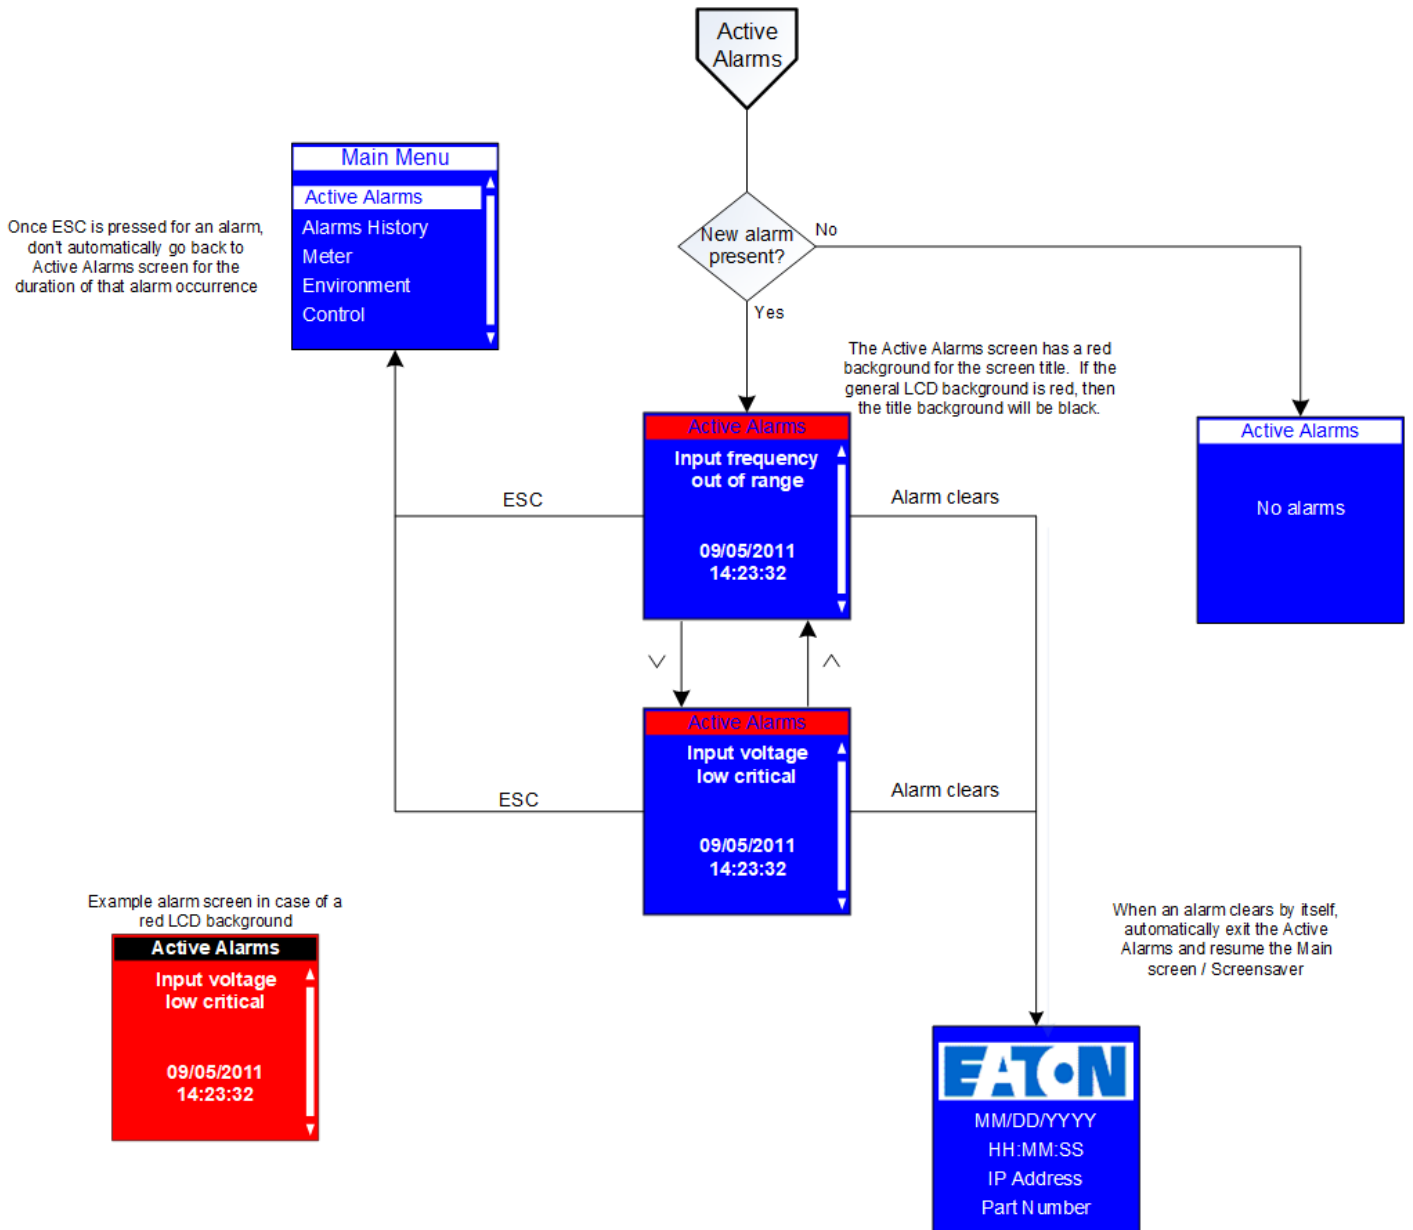 Active
Alarms
Main Menu
Active Alarms
Alarms History
Meter
Environment
Control
Once ESC is pressed for an alarm,
don't automatically go back to
Active Alarms screen for the
duration of that alarm occurrence
New alarm
present?
No
Yes
The Active Alarms screen has a red
background for the screen title. If the
general LCD background is red, then
the title background will be black.
Active Alarms
Input frequency
out of range
09/05/2011
14:23:32
Active Alarms
No alarms
ESC
Alarm clears
Active Alarms
Input voltage
low critical
09/05/2011
14:23:32
ESC
Alarm clears
Example alarm screen in case of a
red LCD background
Active Alarms
Input voltage
low critical
09/05/2011
14:23:32
When an alarm clears by itself,
automatically exit the Active
Alarms and resume the Main
screen / Screensaver
EATON
MM/DD/YYYY
HH:MM:SS
IP Address
Part Number